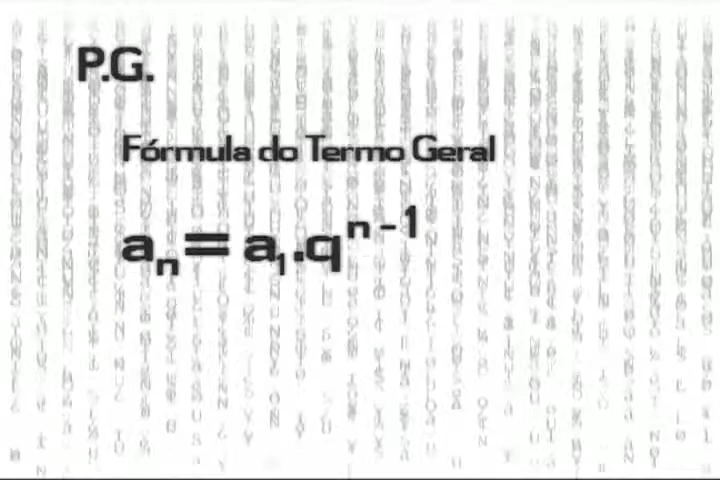 P.G.
Fórmula do Termo Geral
aₙ = a₁.qⁿ⁻¹